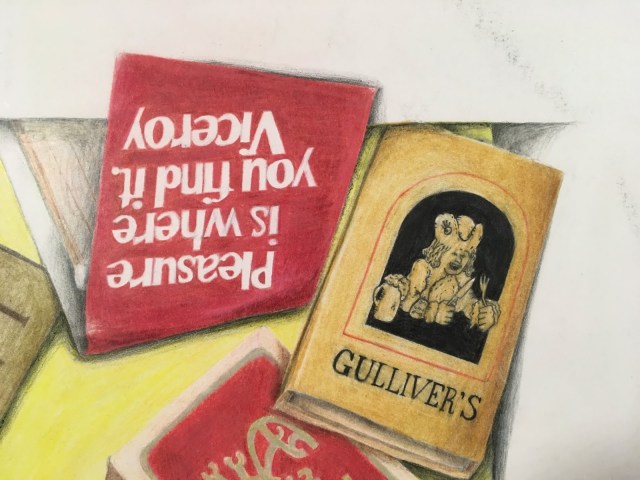 Pleasure
is where
you find it.
Viceroy
GULLIVER'S